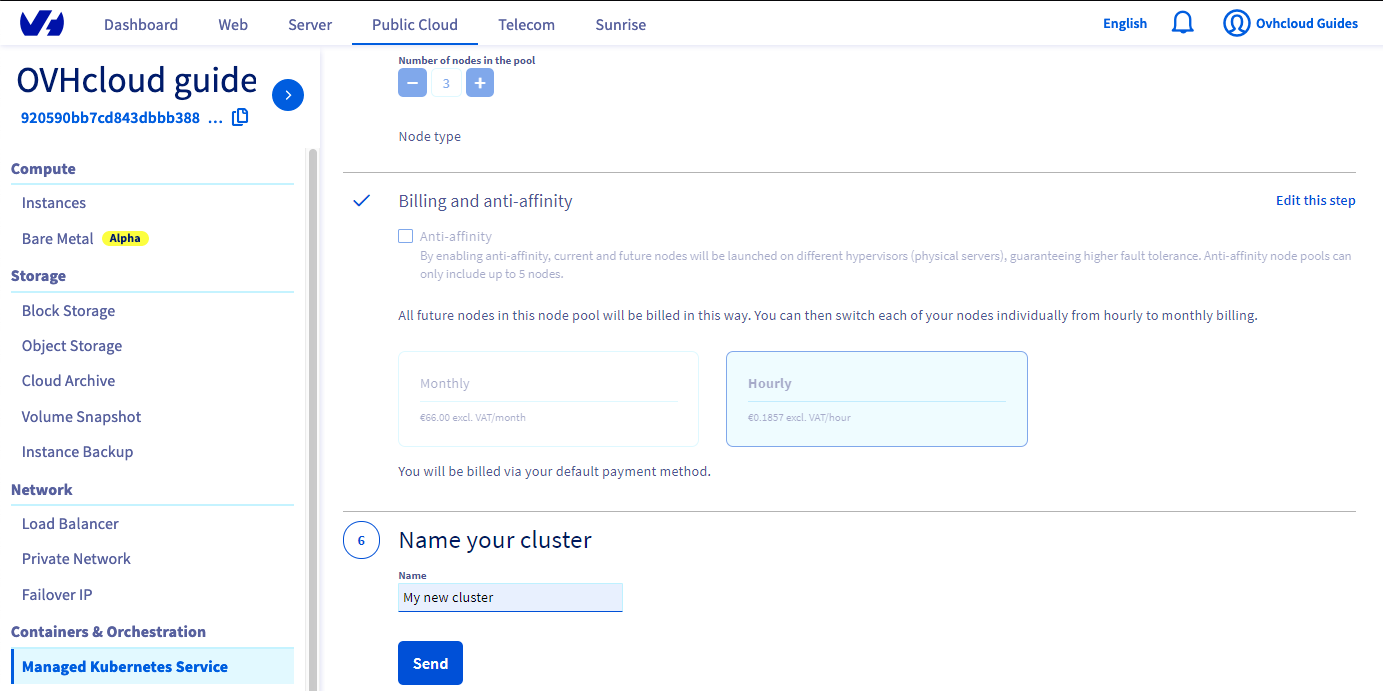 Dashboard
Web
Server
Public Cloud
Telecom
Sunrise
English
Ovhcloud Guides
OVHcloud guide
920590bb7cd843dbbb388 ...
Compute
Instances
Bare Metal Alpha
Storage
Block Storage
Object Storage
Cloud Archive
Volume Snapshot
Instance Backup
Network
Load Balancer
Private Network
Failover IP
Containers & Orchestration
Managed Kubernetes Service
Number of nodes in the pool
− 3 +
Node type
Billing and anti-affinity
Edit this step
Anti-affinity
By enabling anti-affinity, current and future nodes will be launched on different hypervisors (physical servers), guaranteeing higher fault tolerance. Anti-affinity node pools can
only include up to 5 nodes.
All future nodes in this node pool will be billed in this way. You can then switch each of your nodes individually from hourly to monthly billing.
Monthly
€66.00 excl. VAT/month
Hourly
€0.1857 excl. VAT/hour
You will be billed via your default payment method.
6 Name your cluster
Name
My new cluster
Send